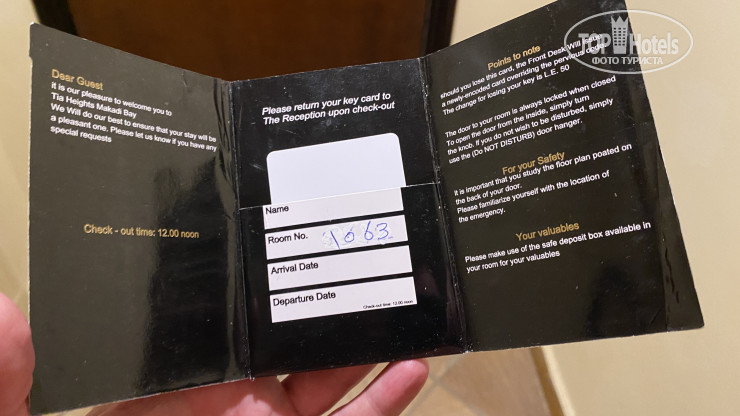 Dear Guest
it is our pleasure to welcome you to
Tia Heights Makadi Bay
We Will do our best to ensure that your stay will be
a pleasant one. Please let us know if you have any
special requests
Check - out time: 12.00 noon
Please return your key card to
The Reception upon check-out
Name
Room No. 1063
Arrival Date
Departure Date
Check-out time: 12.00 noon
Points to note
should you lose this card, the Front Desk Will issue
a newly-encoded card overriding the pervious code
The change for losing your key is L.E. 50
The door to your room is always locked when closed
To open the door from the inside, simply turn
the knob. If you do not wish to be disturbed, simply
use the (Do NOT DISTURB) door hanger.
For your Safety
It is important that you study the floor plan poated on
the back of your door.
Please familiarize yourself with the location of
the emergency.
Your valuables
Please make use of the safe deposit box available in
your room for your valuables
TOP Hotels
ФОТО ТУРИСТА